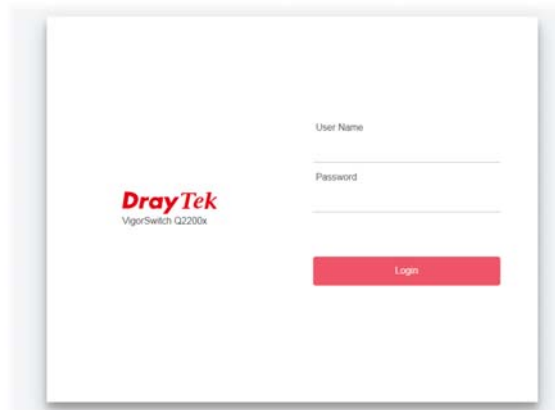 User Name
Password
DrayTek
VigorSwitch Q2200x
Login